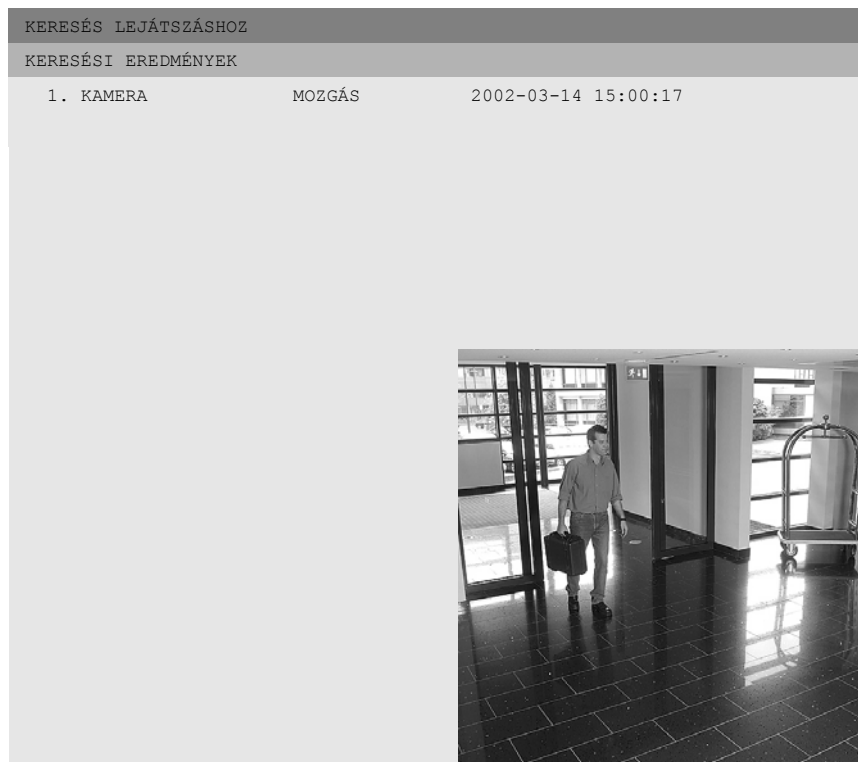 KERESÉS LEJÁTSZÁSHOZ
KERESÉSI EREDMÉNYEK
1. KAMERA MOZGÁS 2002-03-14 15:00:17